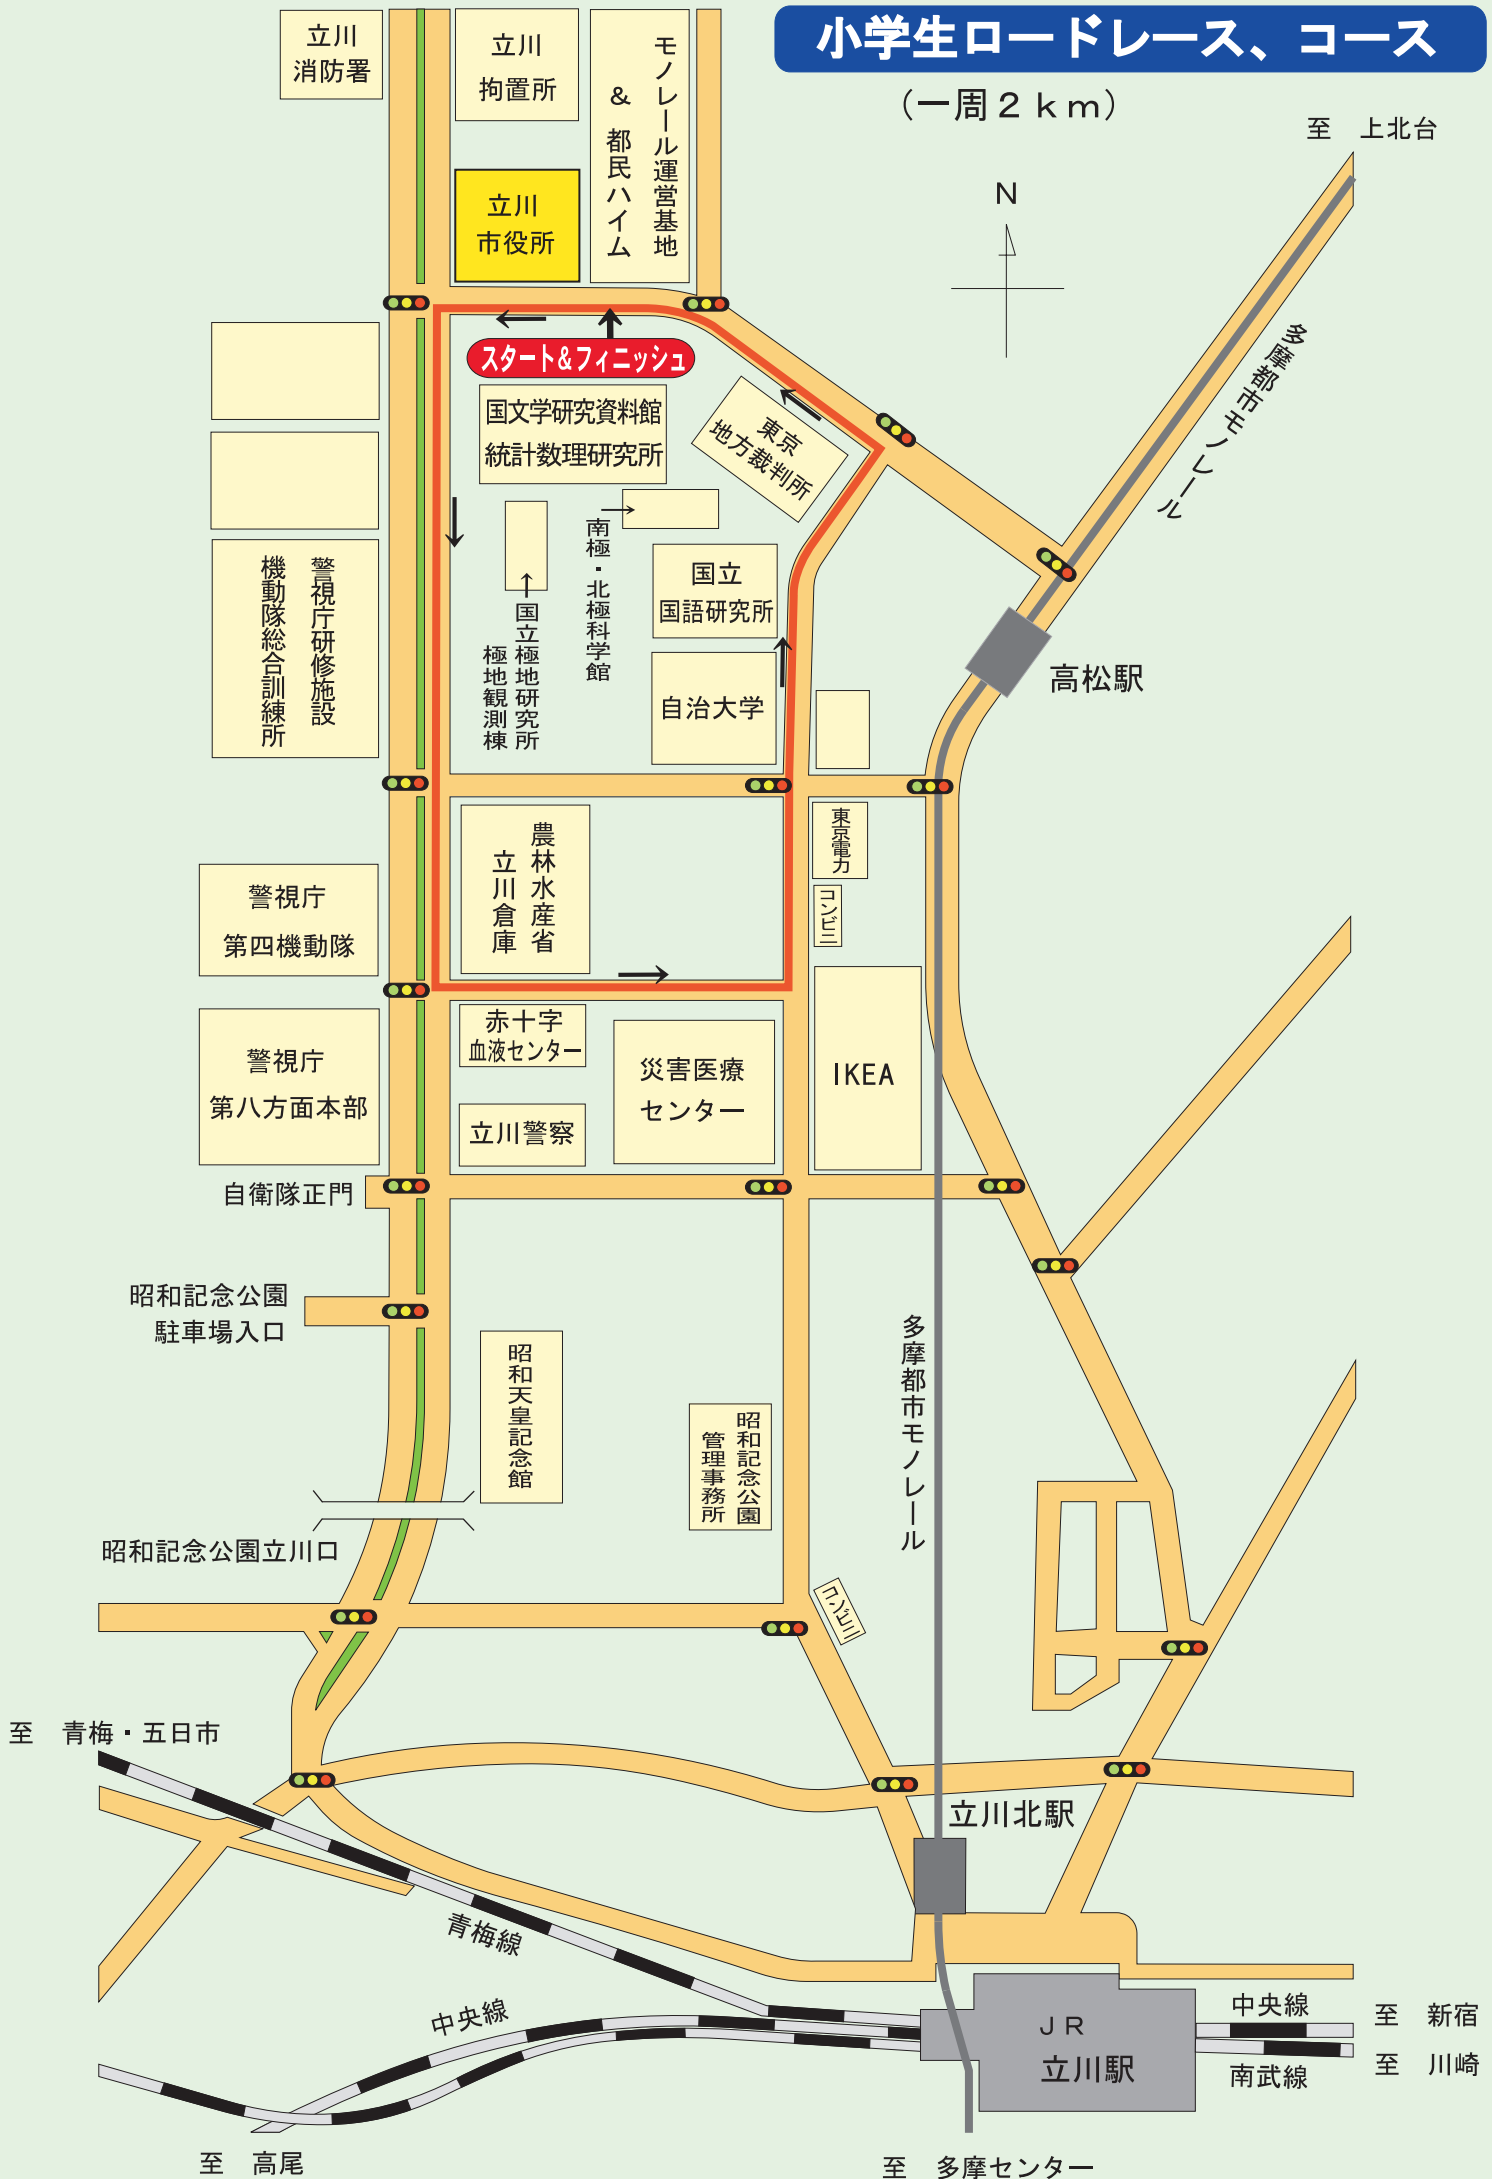 小学生ロードレース、コース
（一周２ｋｍ）
立川
消防署
立川
拘置所
モノレール運営基地
＆ 都民ハイム
至 上北台
N
立川
市役所
スタート＆フィニッシュ
多摩都市モノレール
国文学研究資料館
統計数理研究所
東京
地方裁判所
警視庁研修施設
機動隊総合訓練所
南極・北極科学館
国立極地研究所
極地観測棟
国立
国語研究所
自治大学
高松駅
農林水産省
立川倉庫
東京電力
コンビニ
警視庁
第四機動隊
赤十字
血液センター
災害医療
センター
IKEA
警視庁
第八方面本部
立川警察
自衛隊正門
昭和記念公園
駐車場入口
昭和天皇記念館
昭和記念公園
管理事務所
多摩都市モノレール
昭和記念公園立川口
コンビニ
至 青梅・五日市
立川北駅
青梅線
中央線
ＪＲ
立川駅
中央線
至 新宿
南武線
至 川崎
至 高尾
至 多摩センター